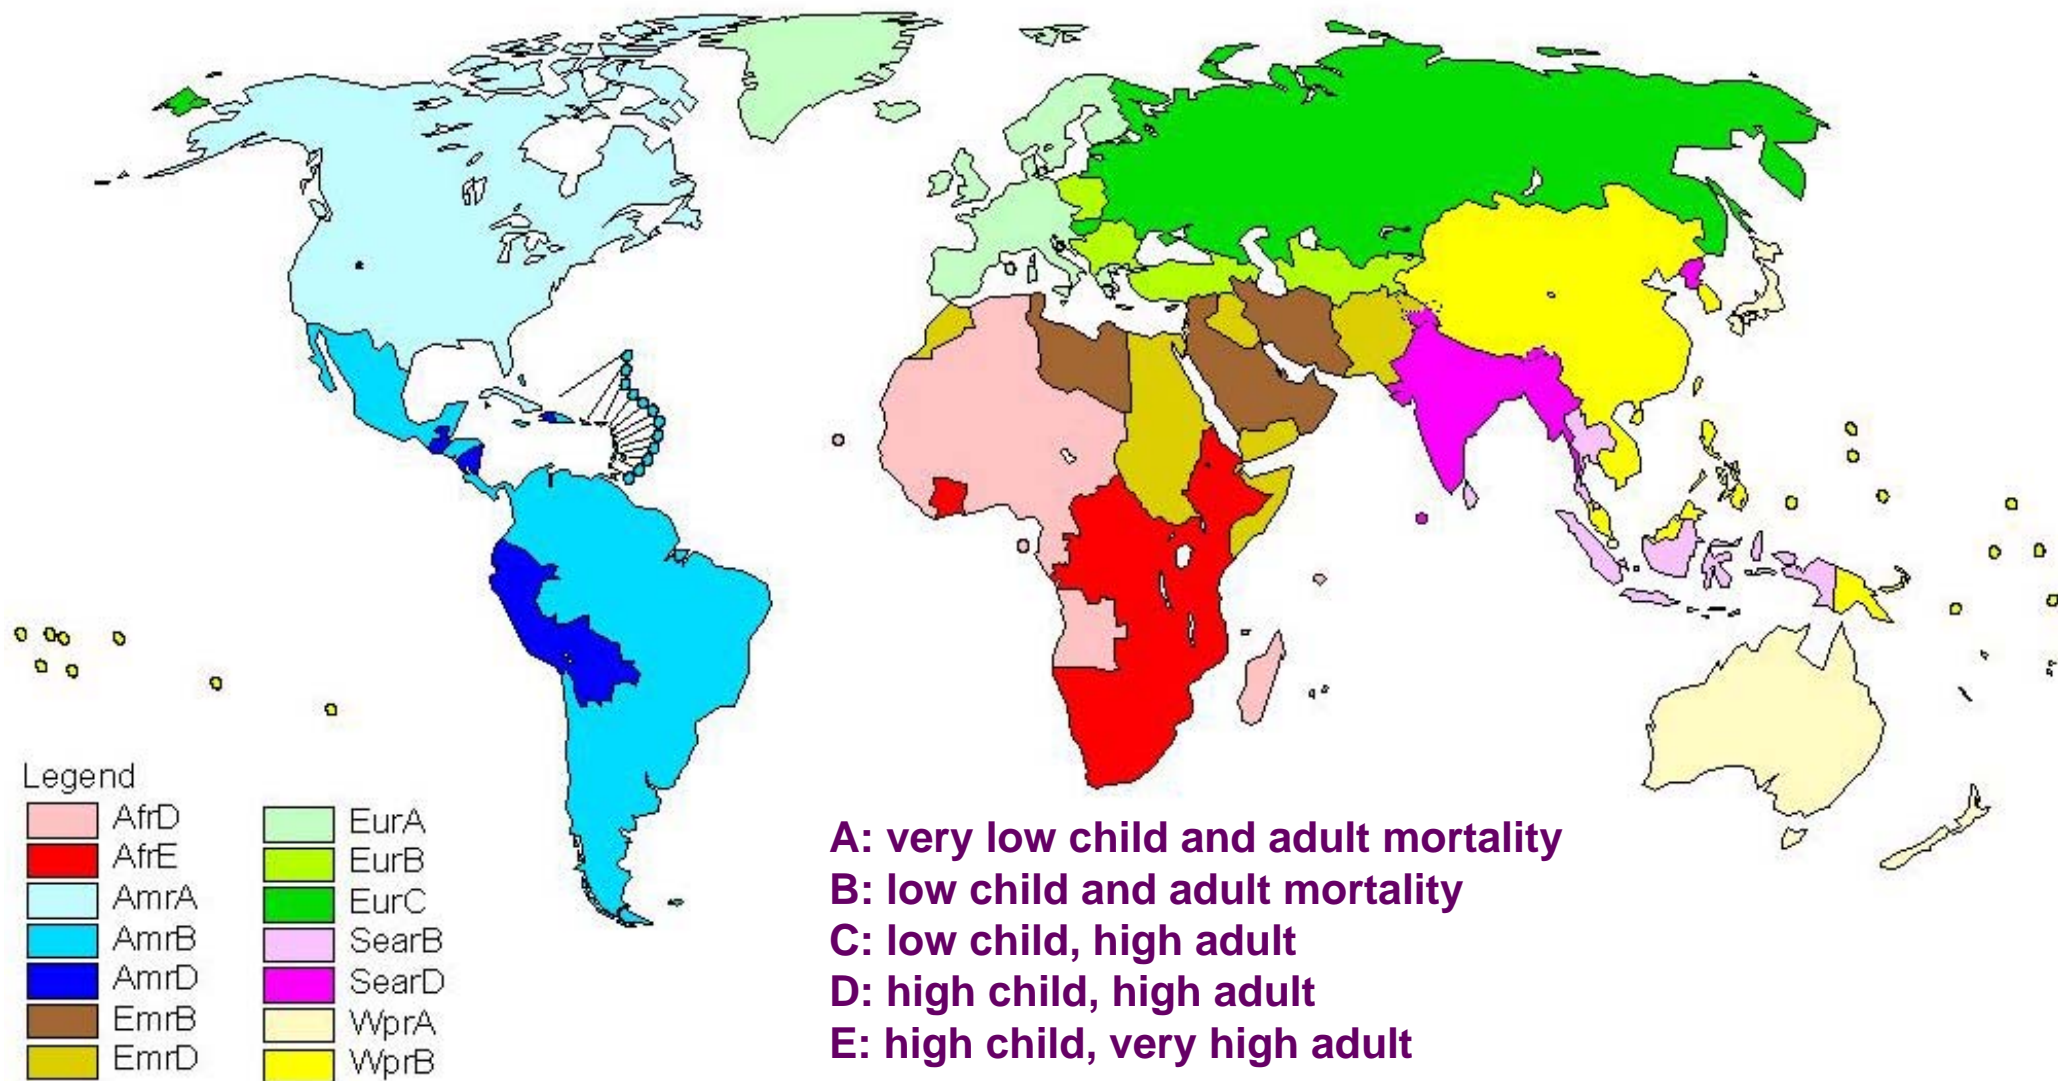 Legend
AfrD
AfrE
AmrA
AmrB
AmrD
EmrB
EmrD
EurA
EurB
EurC
SearB
SearD
WprA
WprB
A: very low child and adult mortality
B: low child and adult mortality
C: low child, high adult
D: high child, high adult
E: high child, very high adult